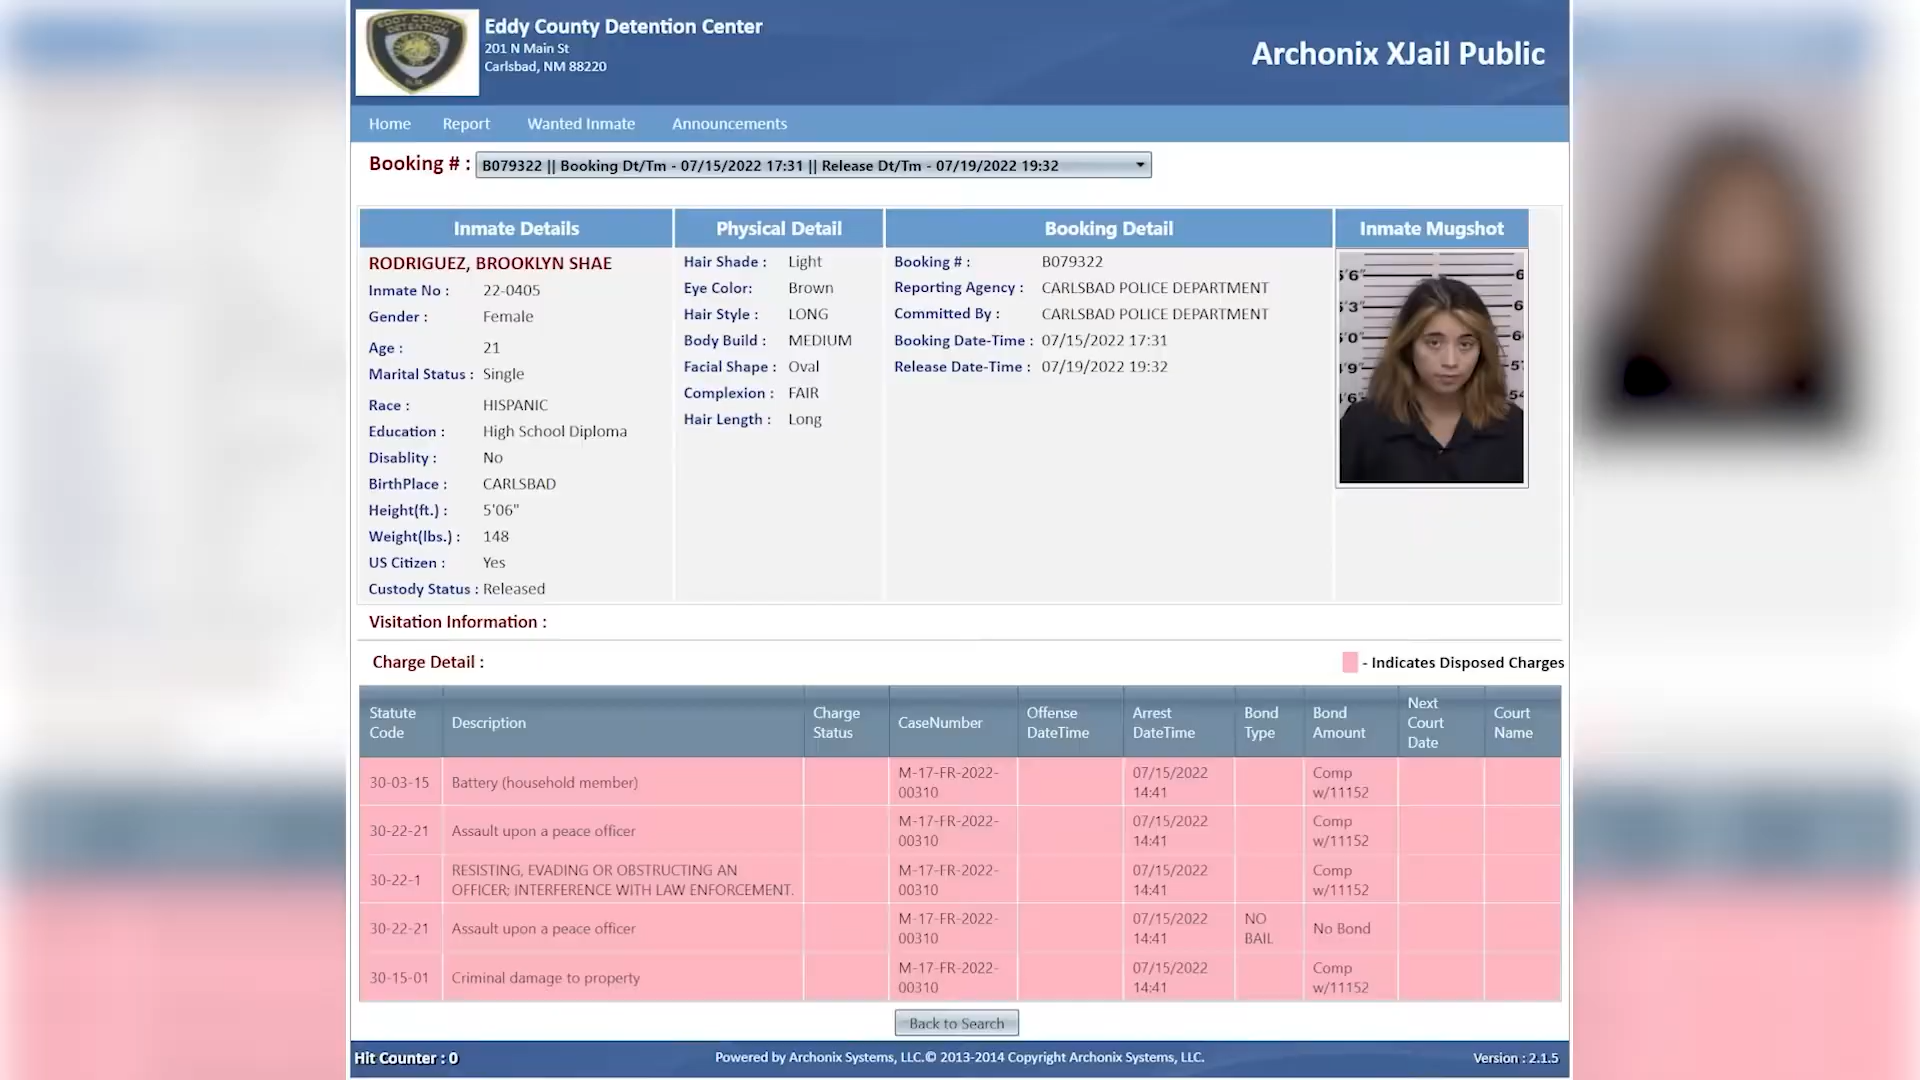 EDDY COUNTY
DETENTION
Eddy County Detention Center
201 N Main St
Carlsbad, NM 88220
Archonix XJail Public
Home Report Wanted Inmate Announcements
Booking # : B079322 || Booking Dt/Tm - 07/15/2022 17:31 || Release Dt/Tm - 07/19/2022 19:32
Inmate Details
RODRIGUEZ, BROOKLYN SHAE
Inmate No : 22-0405
Gender : Female
Age : 21
Marital Status : Single
Race : HISPANIC
Education : High School Diploma
Disablity : No
BirthPlace : CARLSBAD
Height(ft.) : 5'06"
Weight(lbs.) : 148
US Citizen : Yes
Custody Status : Released
Physical Detail
Hair Shade : Light
Eye Color: Brown
Hair Style : LONG
Body Build : MEDIUM
Facial Shape : Oval
Complexion : FAIR
Hair Length : Long
Booking Detail
Booking # : B079322
Reporting Agency : CARLSBAD POLICE DEPARTMENT
Committed By : CARLSBAD POLICE DEPARTMENT
Booking Date-Time : 07/15/2022 17:31
Release Date-Time : 07/19/2022 19:32
Inmate Mugshot
Visitation Information :
Charge Detail :
- Indicates Disposed Charges
Statute Code Description Charge Status CaseNumber Offense DateTime Arrest DateTime Bond Type Bond Amount Next Court Date Court Name
30-03-15 Battery (household member) M-17-FR-2022-00310 07/15/2022 14:41 Comp w/11152
30-22-21 Assault upon a peace officer M-17-FR-2022-00310 07/15/2022 14:41 Comp w/11152
30-22-1 RESISTING, EVADING OR OBSTRUCTING AN OFFICER; INTERFERENCE WITH LAW ENFORCEMENT. M-17-FR-2022-00310 07/15/2022 14:41 Comp w/11152
30-22-21 Assault upon a peace officer M-17-FR-2022-00310 07/15/2022 14:41 NO BAIL No Bond
30-15-01 Criminal damage to property M-17-FR-2022-00310 07/15/2022 14:41 Comp w/11152
Back to Search
Hit Counter : 0
Powered by Archonix Systems, LLC.© 2013-2014 Copyright Archonix Systems, LLC.
Version : 2.1.5